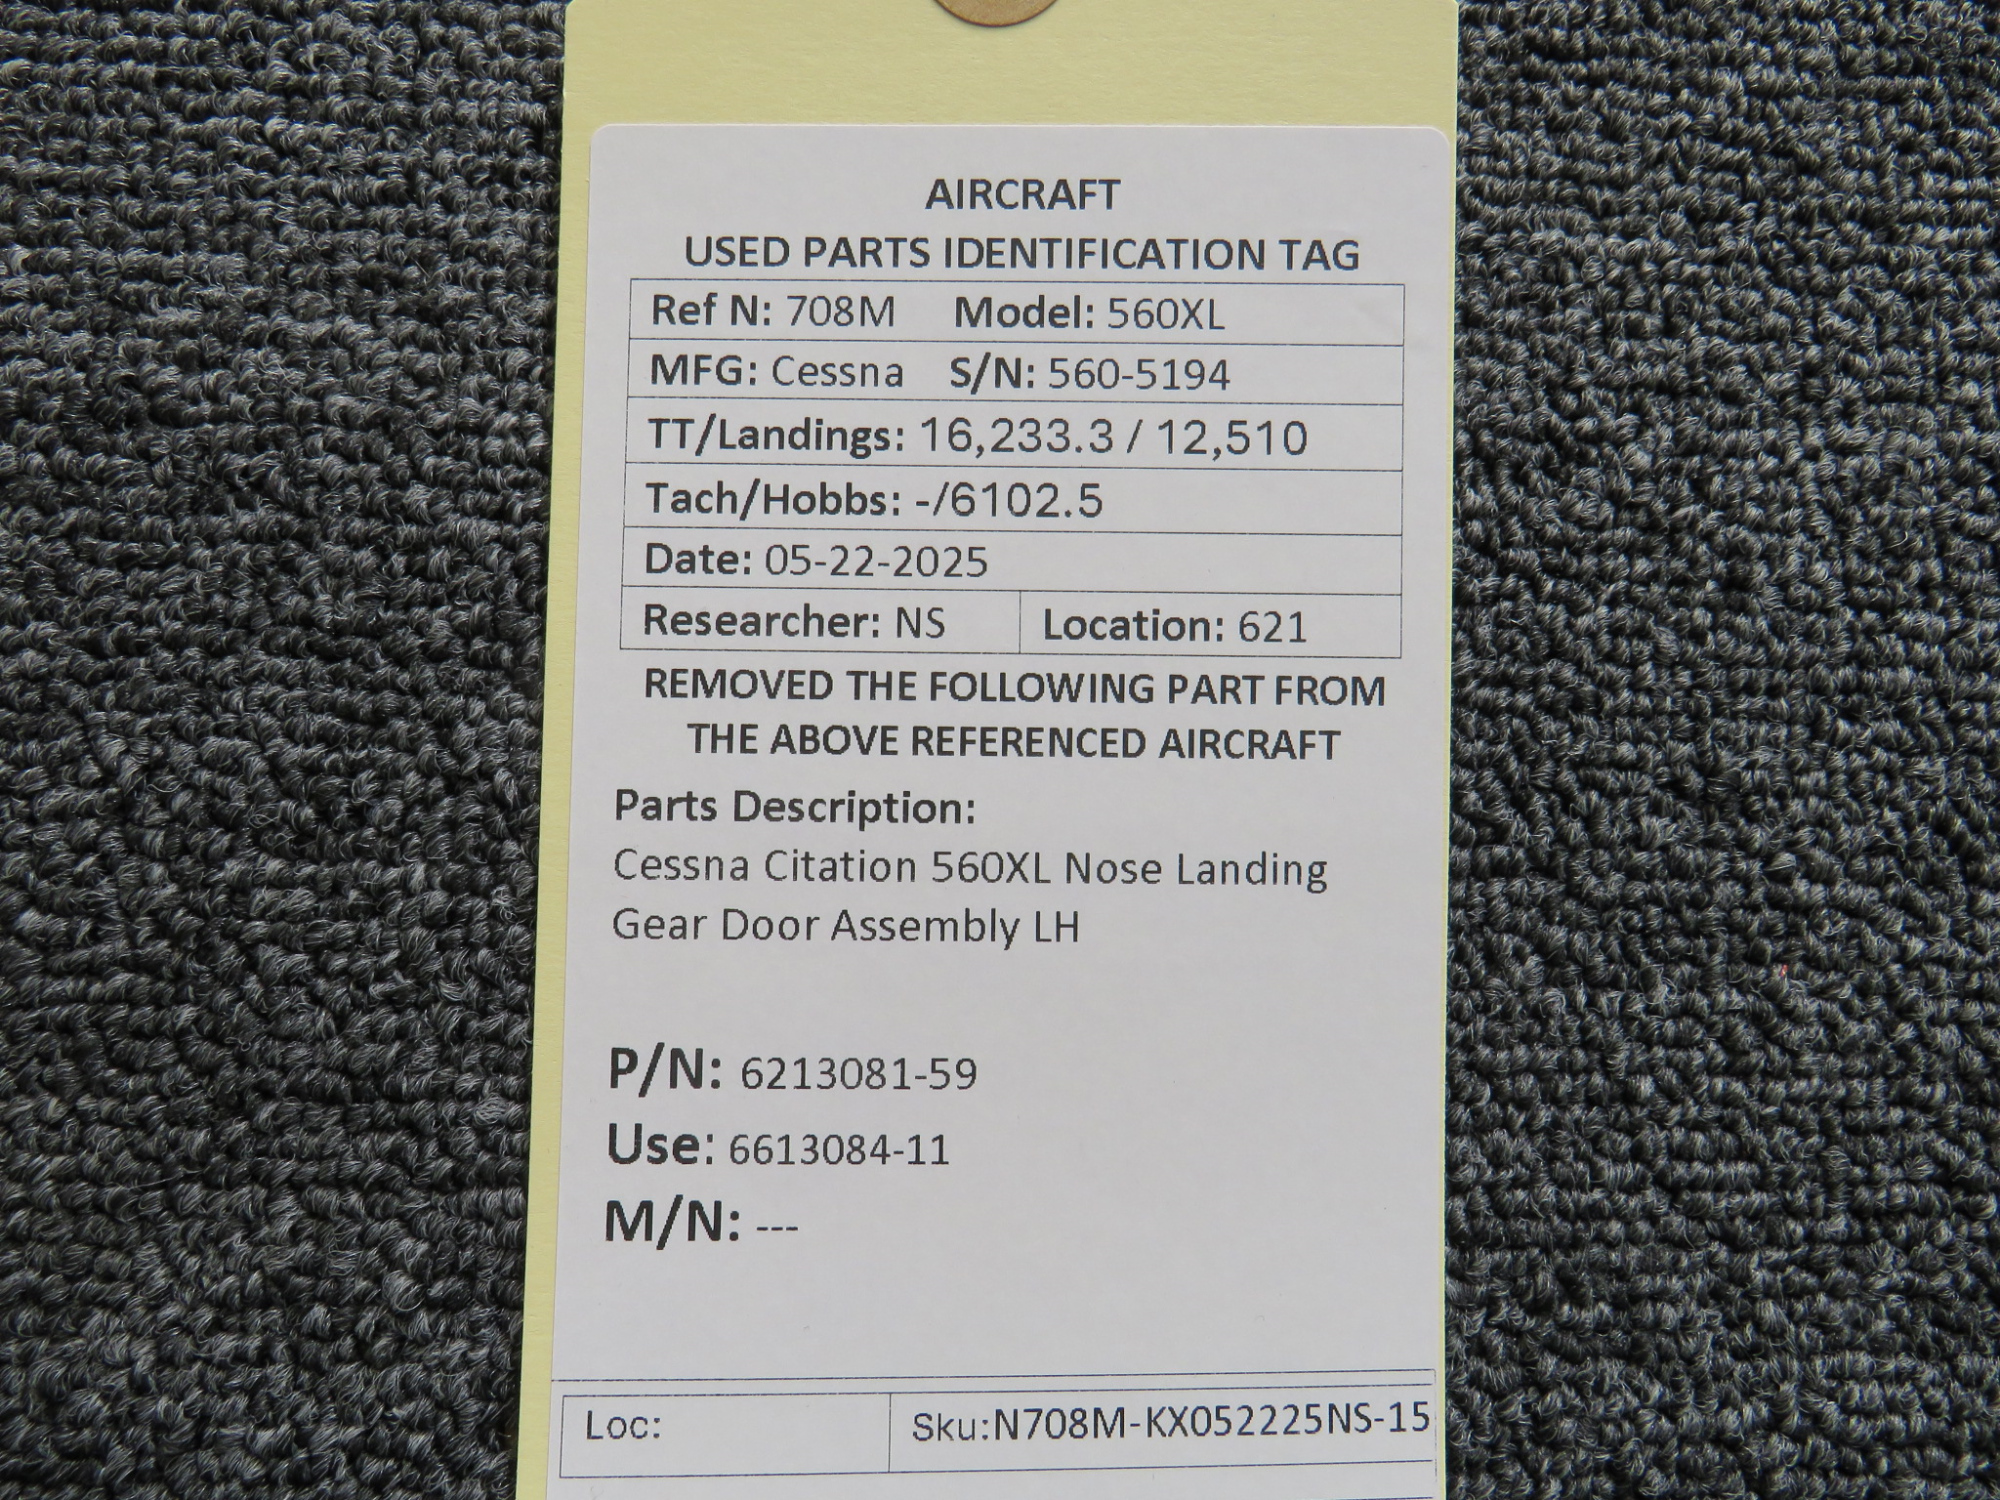 AIRCRAFT
USED PARTS IDENTIFICATION TAG
Ref N: 708M Model: 560XL
MFG: Cessna S/N: 560-5194
TT/Landings: 16,233.3 / 12,510
Tach/Hobbs: -/6102.5
Date: 05-22-2025
Researcher: NS Location: 621
REMOVED THE FOLLOWING PART FROM
THE ABOVE REFERENCED AIRCRAFT
Parts Description:
Cessna Citation 560XL Nose Landing
Gear Door Assembly LH
P/N: 6213081-59
Use: 6613084-11
M/N: ---
Loc: Sku:N708M-KX052225NS-15